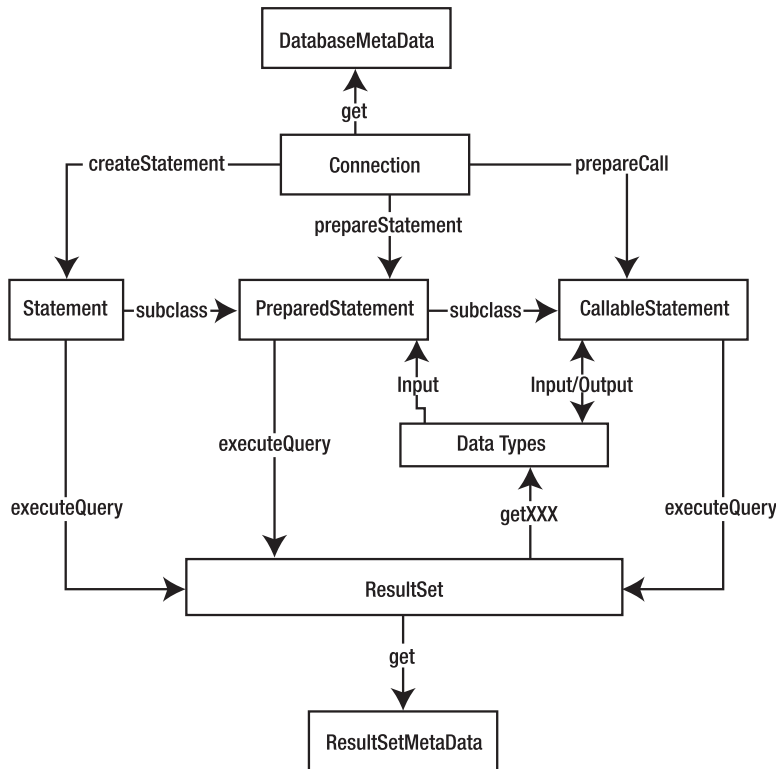 DatabaseMetaData
get
createStatement
Connection
prepareCall
prepareStatement
Statement
subclass
PreparedStatement
subclass
CallableStatement
Input
Input/Output
executeQuery
Data Types
executeQuery
getXXX
executeQuery
ResultSet
get
ResultSetMetaData